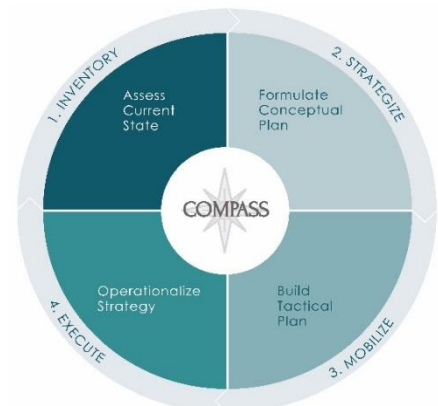 1. INVENTORY
Assess
Current
State
2. STRATEGIZE
Formulate
Conceptual
Plan
COMPASS
3. MOBILIZE
Build
Tactical
Plan
4. EXECUTE
Operationalize
Strategy